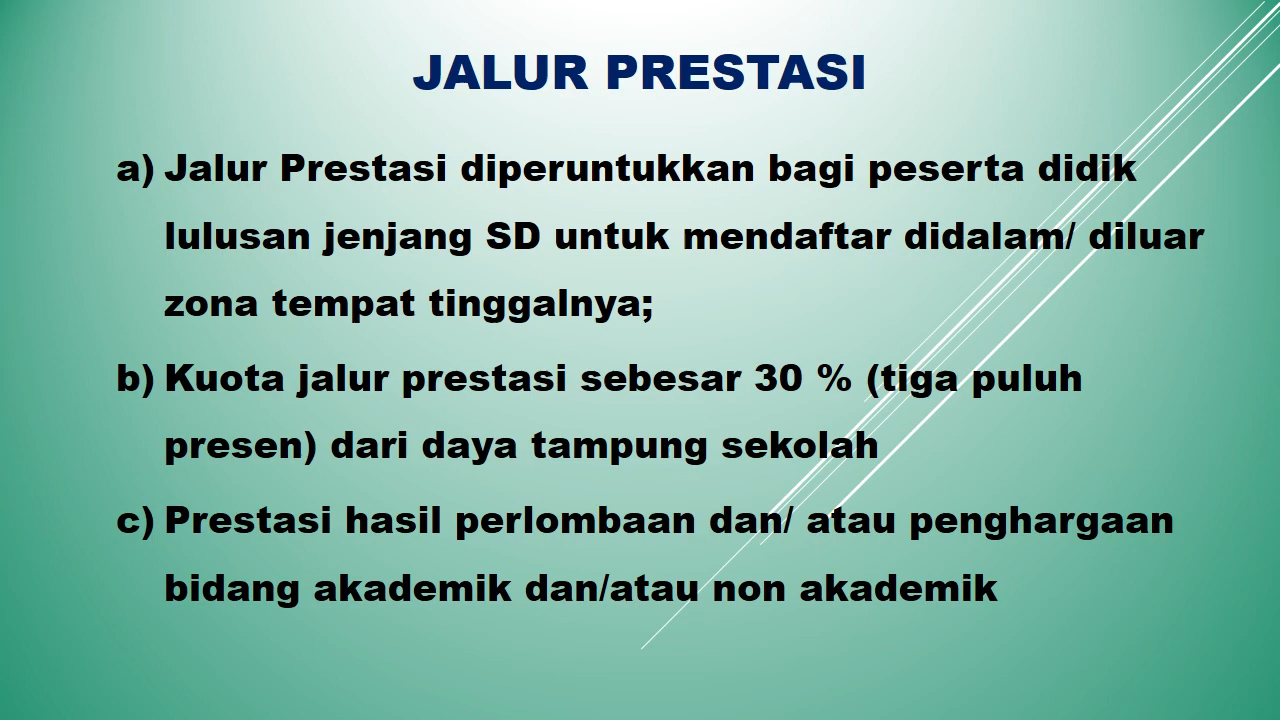 JALUR PRESTASI
a) Jalur Prestasi diperuntukkan bagi peserta didik
lulusan jenjang SD untuk mendaftar didalam/ diluar
zona tempat tinggalnya;
b) Kuota jalur prestasi sebesar 30 % (tiga puluh
presen) dari daya tampung sekolah
c) Prestasi hasil perlombaan dan/ atau penghargaan
bidang akademik dan/atau non akademik